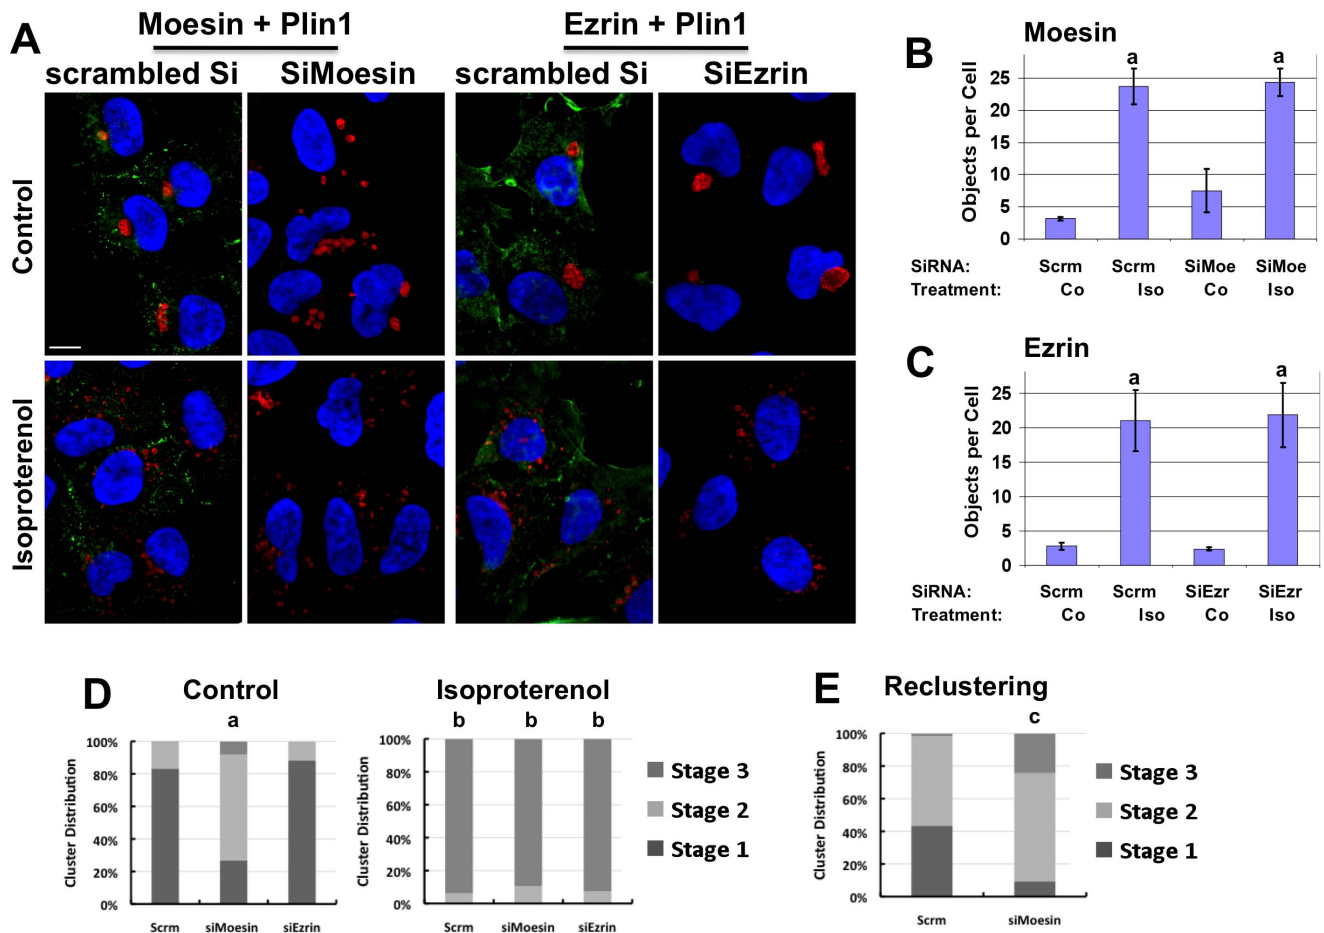 A
Moesin + Plin1
Ezrin + Plin1
scrambled Si
SiMoesin
scrambled Si
SiEzrin
Control
Isoproterenol
B
Moesin
a
a
Objects per Cell
25
20
15
10
5
0
SiRNA: Scrm Scrm SiMoe SiMoe
Treatment: Co Iso Co Iso
C
Ezrin
a
a
Objects per Cell
25
20
15
10
5
0
SiRNA: Scrm Scrm SiEzr SiEzr
Treatment: Co Iso Co Iso
D
Control
a
Cluster Distribution
100%
80%
60%
40%
20%
0%
Scrm siMoesin siEzrin
Isoproterenol
b b b
Cluster Distribution
100%
80%
60%
40%
20%
0%
Scrm siMoesin siEzrin
Stage 3
Stage 2
Stage 1
E
Reclustering
c
Cluster Distribution
100%
80%
60%
40%
20%
0%
Scrm siMoesin
Stage 3
Stage 2
Stage 1